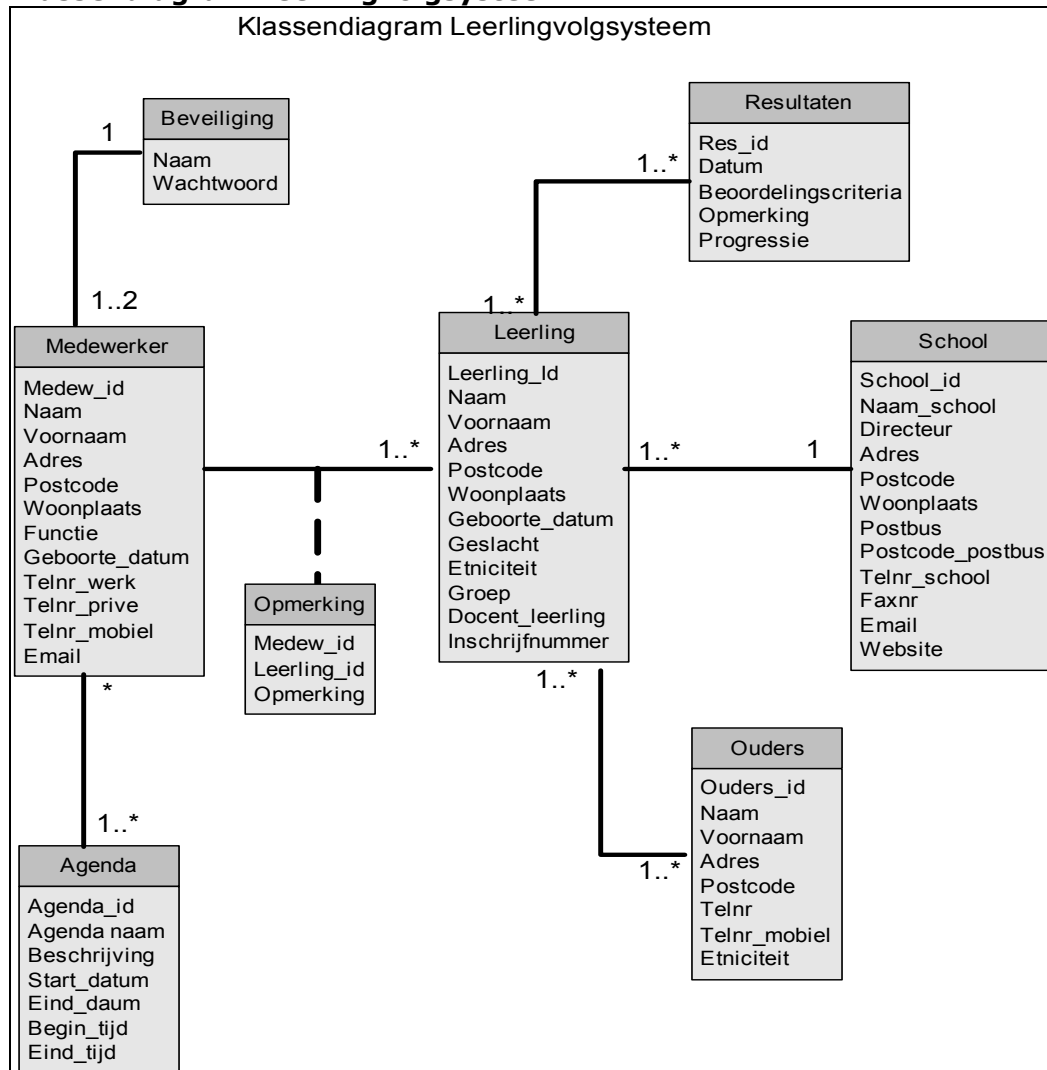 Klassendiagram Leerlingvolgsysteem
Beveiliging
Naam
Wachtwoord
1
1..2
Resultaten
Res_id
Datum
Beoordelingscriteria
Opmerking
Progressie
1..*
1..*
Medewerker
Medew_id
Naam
Voornaam
Adres
Postcode
Woonplaats
Functie
Geboorte_datum
Telnr_werk
Telnr_prive
Telnr_mobiel
Email
1..*
Leerling
Leerling_Id
Naam
Voornaam
Adres
Postcode
Woonplaats
Geboorte_datum
Geslacht
Etniciteit
Groep
Docent_leerling
Inschrijfnummer
1..*
1
School
School_id
Naam_school
Directeur
Adres
Postcode
Woonplaats
Postbus
Postcode_postbus
Telnr_school
Faxnr
Email
Website
Opmerking
Medew_id
Leerling_id
Opmerking
*
1..*
1..*
1..*
Ouders
Ouders_id
Naam
Voornaam
Adres
Postcode
Telnr
Telnr_mobiel
Etniciteit
Agenda
Agenda_id
Agenda naam
Beschrijving
Start_datum
Eind_daum
Begin_tijd
Eind_tijd